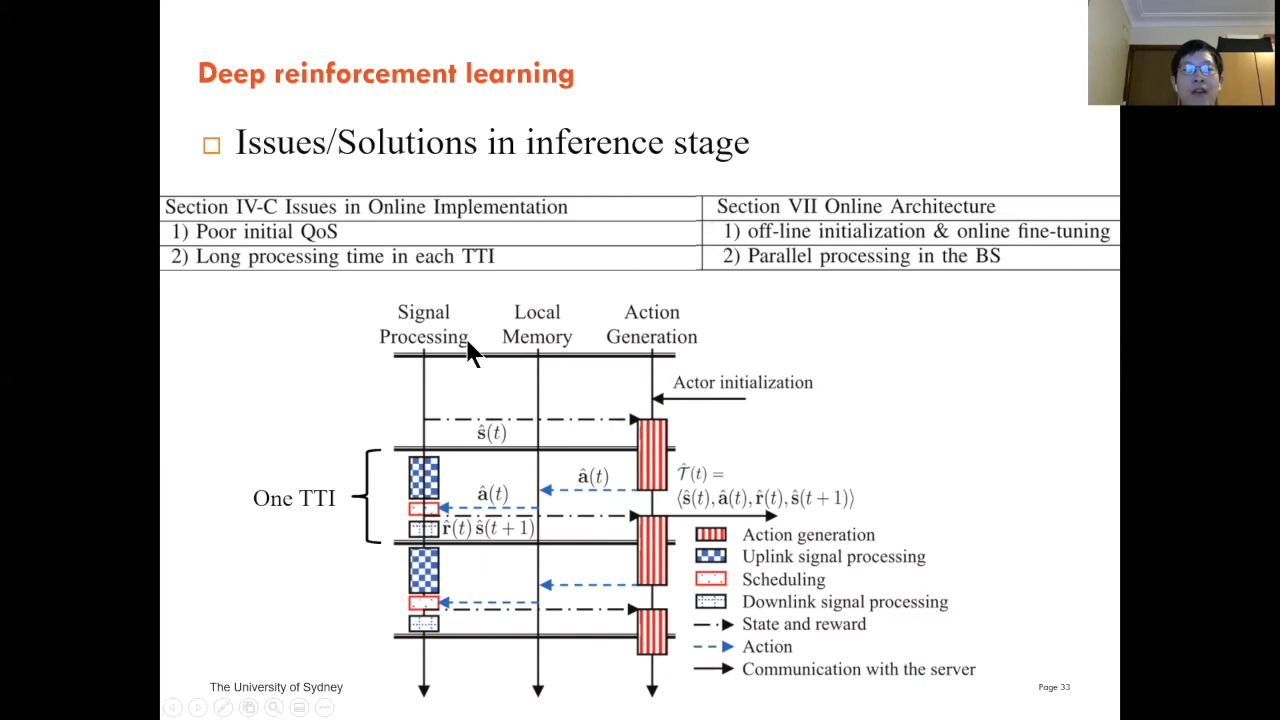 Deep reinforcement learning
Issues/Solutions in inference stage
Section IV-C Issues in Online Implementation
Section VII Online Architecture
1) Poor initial QoS
1) off-line initialization & online fine-tuning
2) Long processing time in each TTI
2) Parallel processing in the BS
Signal Processing
Local Memory
Action Generation
Actor initialization
ŝ(t)
One TTI
â(t)
â(t)
𝒯̂(t) =
⟨ŝ(t), â(t), r̂(t), ŝ(t + 1)⟩
r̂(t) ŝ(t + 1)
Action generation
Uplink signal processing
Scheduling
Downlink signal processing
State and reward
Action
Communication with the server
The University of Sydney
Page 33